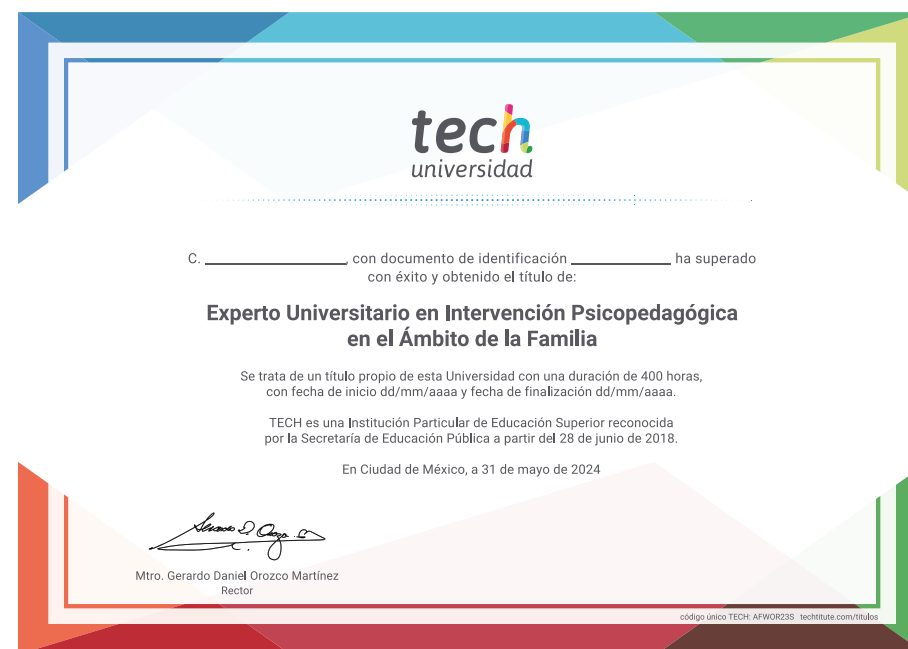 tech
universidad
C. ____________, con documento de identificación ____________ ha superado
con éxito y obtenido el título de:
Experto Universitario en Intervención Psicopedagógica
en el Ámbito de la Familia
Se trata de un título propio de esta Universidad con una duración de 400 horas,
con fecha de inicio dd/mm/aaaa y fecha de finalización dd/mm/aaaa.
TECH es una Institución Particular de Educación Superior reconocida
por la Secretaría de Educación Pública a partir del 28 de junio de 2018.
En Ciudad de México, a 31 de mayo de 2024
Mtro. Gerardo Daniel Orozco Martínez
Rector
código único TECH: AFWOR23S techtitute.com/titulos